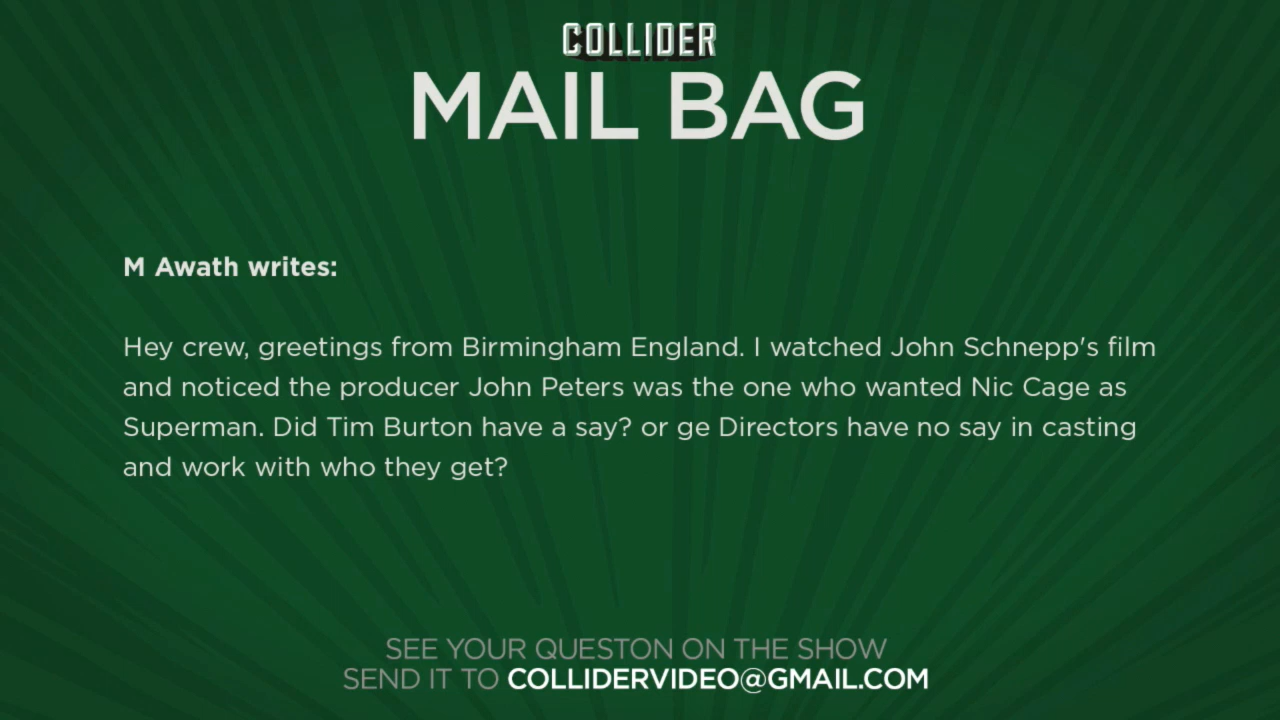 COLLIDER
MAIL BAG
M Awath writes:
Hey crew, greetings from Birmingham England. I watched John Schnepp's film
and noticed the producer John Peters was the one who wanted Nic Cage as
Superman. Did Tim Burton have a say? or ge Directors have no say in casting
and work with who they get?
SEE YOUR QUESTON ON THE SHOW
SEND IT TO COLLIDERVIDEO@GMAIL.COM